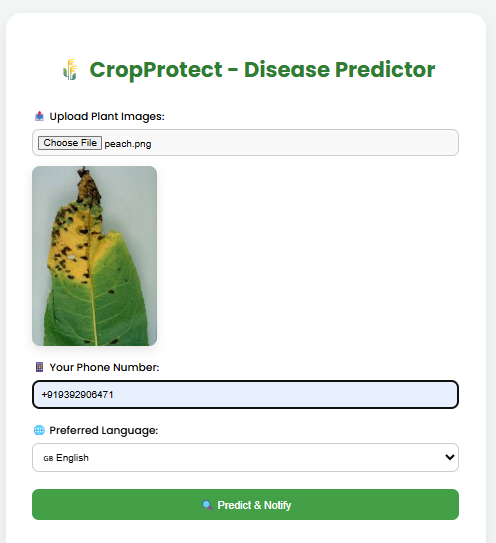 CropProtect - Disease Predictor
Upload Plant Images:
Choose File peach.png
Your Phone Number:
+919392906471
Preferred Language:
GB English
Predict & Notify